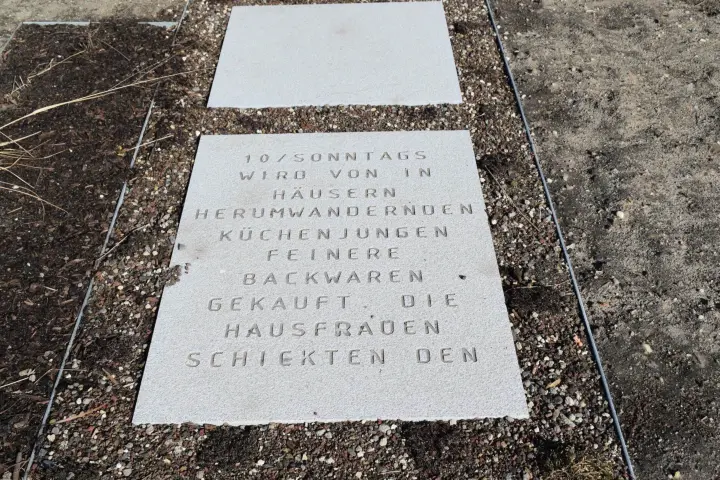 10/SONNTAGS
WIRD VON IN
HÄUSERN
HERUMWANDERNDEN
KÜCHENJUNGEN
FEINERE
BACKWAREN
GEKAUFT. DIE
HAUSFRAUEN
SCHICKTEN DEN